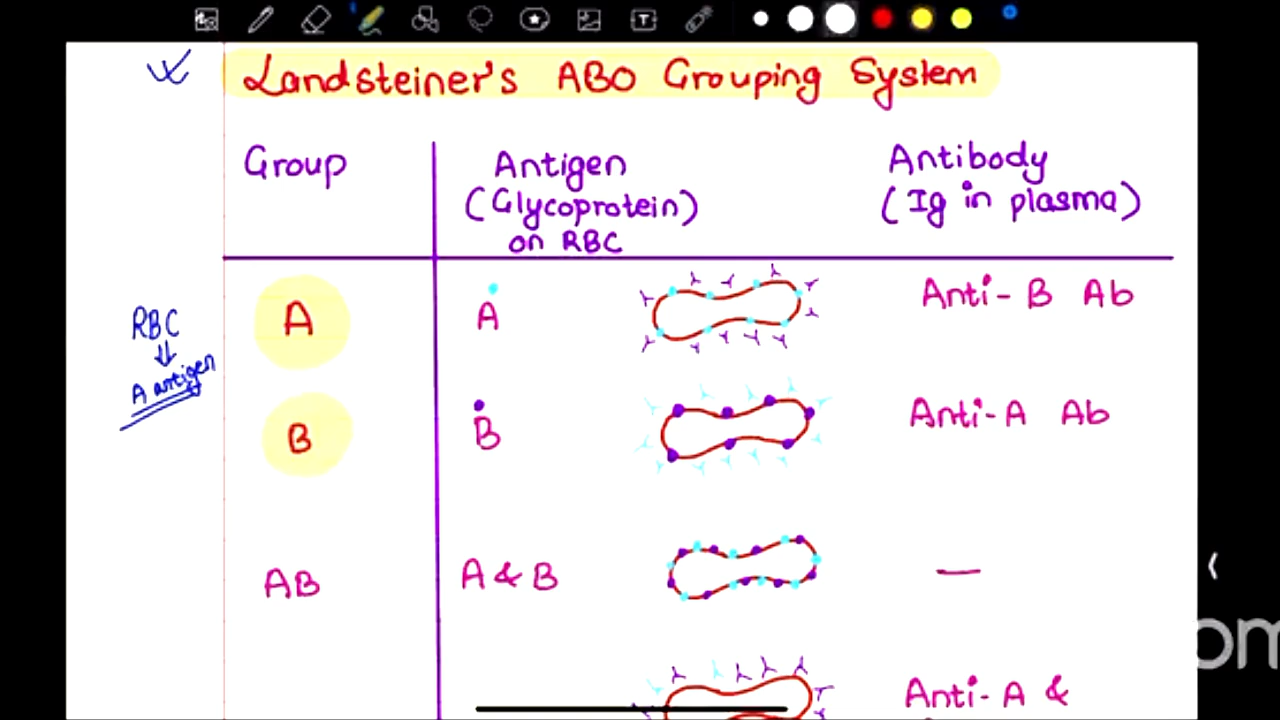 Landsteiner's ABO Grouping System
Group
Antigen
(Glycoprotein)
on RBC
Antibody
(Ig in plasma)
RBC
A antigen
A
A
Anti-B Ab
B
B
Anti-A Ab
AB
A & B
—
Anti-A &
om